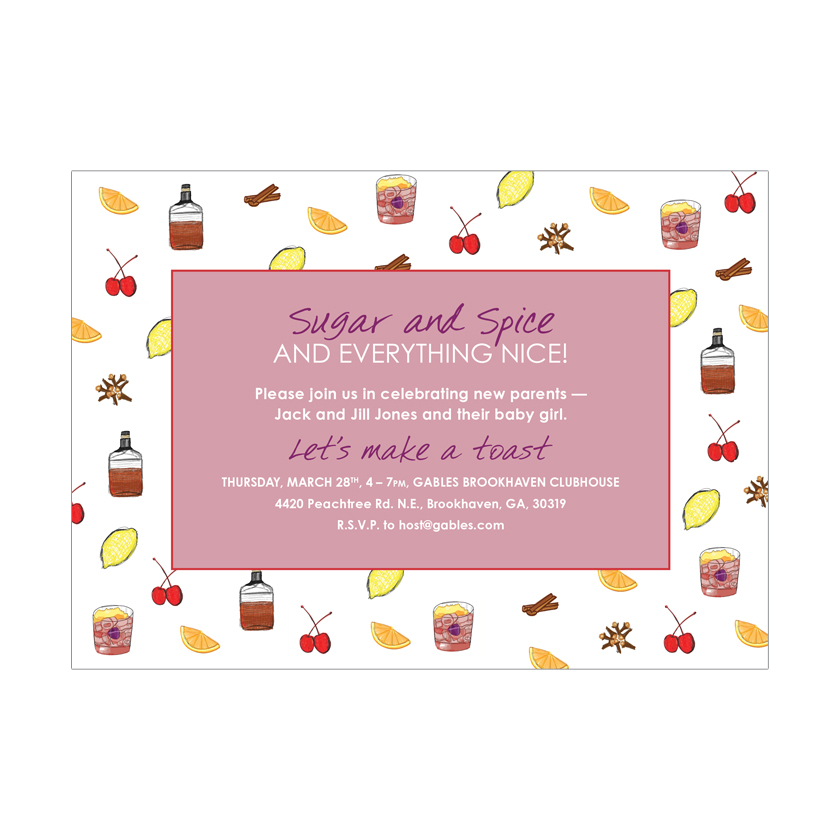 Sugar and Spice
AND EVERYTHING NICE!
Please join us in celebrating new parents —
Jack and Jill Jones and their baby girl.
Let's make a toast
THURSDAY, MARCH 28TH, 4 – 7PM, GABLES BROOKHAVEN CLUBHOUSE
4420 Peachtree Rd. N.E., Brookhaven, GA, 30319
R.S.V.P. to host@gables.com